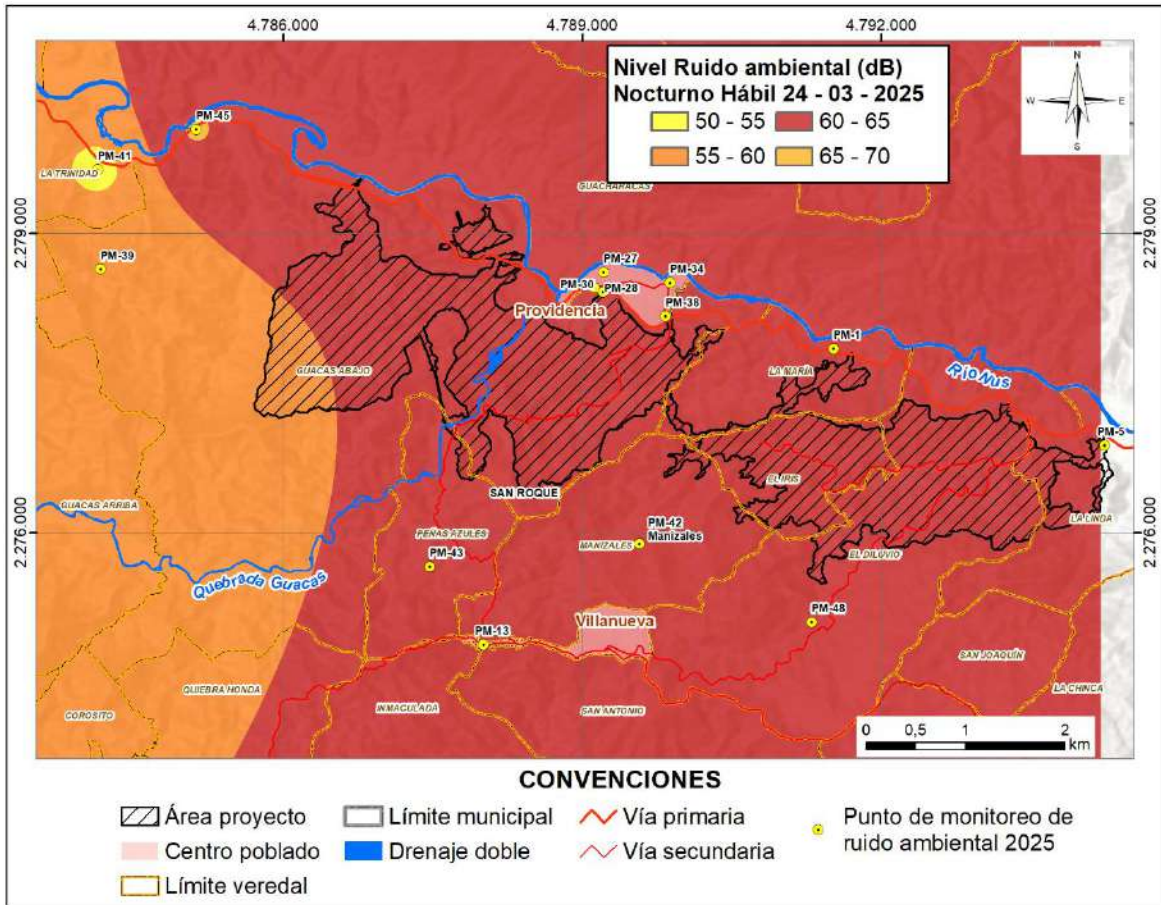 4.786.000
4.789.000
4.792.000
Nivel Ruido ambiental (dB)
Nocturno Hábil 24 - 03 - 2025
50 - 55
60 - 65
55 - 60
65 - 70
N
W
E
S
PM-45
PM-41
LA TRINIDAD
GUACHARACAS
2.279.000
2.279.000
PM-39
PM-27
PM-34
PM-30
PM-28
Providencia
PM-38
PM-1
GUACAS ABAJO
LA MARIA
Río Nus
PM-5
SAN ROQUE
EL IRIS
GUACAS ARRIBA
LA LINDA
2.276.000
2.276.000
PEÑAS AZULES
PM-42
Manizales
MANIZALES
EL DILUVIO
PM-43
Quebrada Guacas
Villanueva
PM-48
PM-13
SAN JOAQUÍN
QUIEBRA HONDA
LA CHINCA
COROSITO
INMACULADA
SAN ANTONIO
0
0,5
1
2
km
CONVENCIONES
Área proyecto
Límite municipal
Vía primaria
Punto de monitoreo de
ruido ambiental 2025
Centro poblado
Drenaje doble
Vía secundaria
Límite veredal